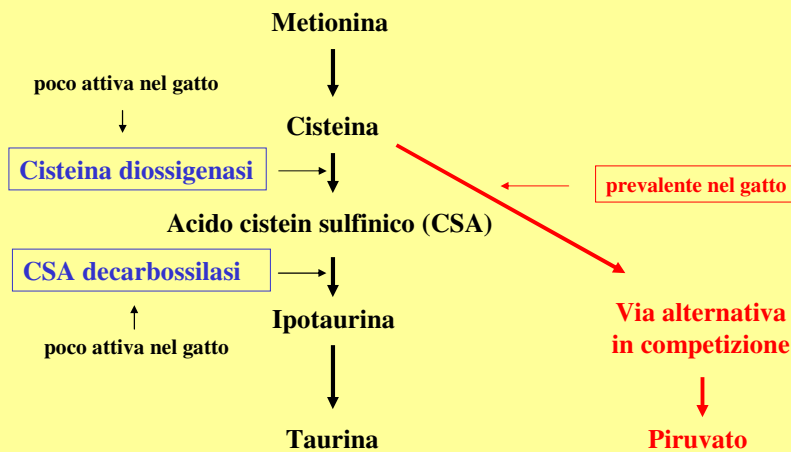 Metionina
poco attiva nel gatto
Cisteina
Cisteina diossigenasi
prevalente nel gatto
Acido cistein sulfinico (CSA)
CSA decarbossilasi
Ipotaurina
Via alternativa
in competizione
poco attiva nel gatto
Taurina
Piruvato